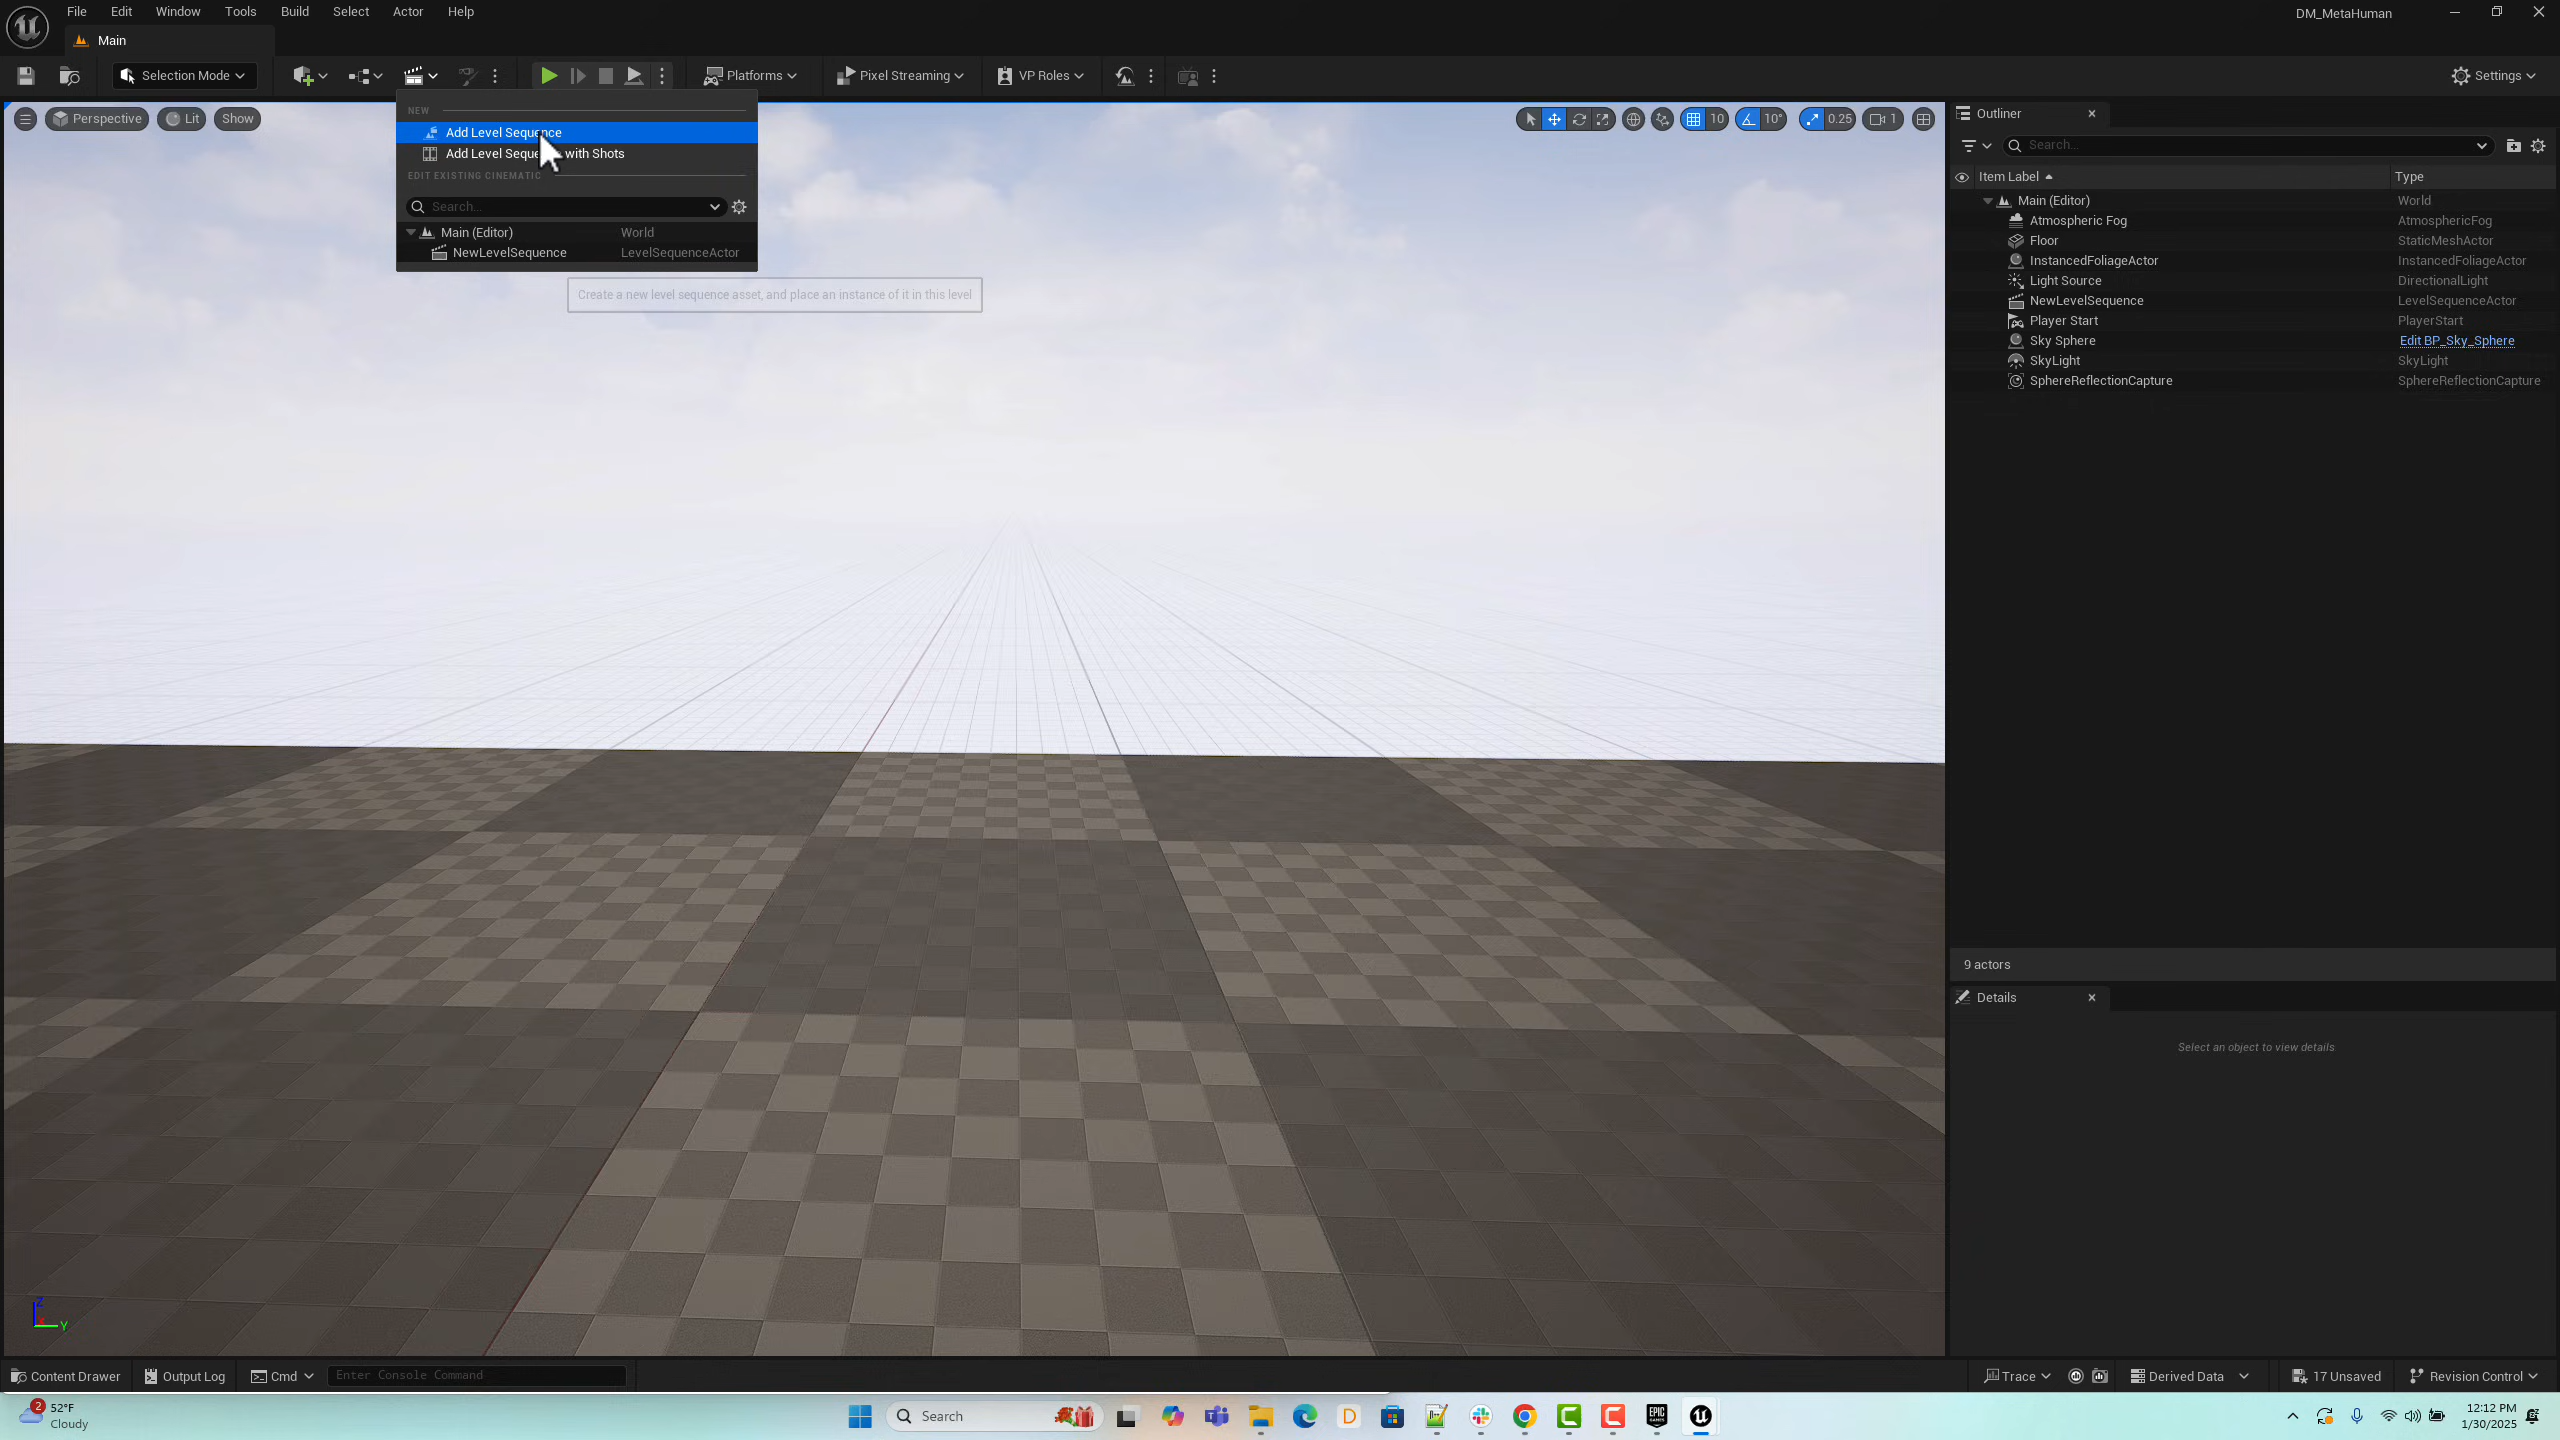 File Edit Window Tools Build Select Actor Help
DM_MetaHuman
Main
Selection Mode
Platforms
Pixel Streaming
VP Roles
Settings
NEW
Add Level Sequence
Add Level Sequence with Shots
EDIT EXISTING CINEMATIC
Search...
Main (Editor) World
NewLevelSequence LevelSequenceActor
Create a new level sequence asset, and place an instance of it in this level
Perspective Lit Show
10 10° 0.25 1
Outliner
Search...
Item Label Type
Main (Editor) World
Atmospheric Fog AtmosphericFog
Floor StaticMeshActor
InstancedFoliageActor InstancedFoliageActor
Light Source DirectionalLight
NewLevelSequence LevelSequenceActor
Player Start PlayerStart
Sky Sphere Edit BP_Sky_Sphere
SkyLight SkyLight
SphereReflectionCapture SphereReflectionCapture
9 actors
Details
Select an object to view details
Z
Y
Content Drawer Output Log Cmd Enter Console Command
Trace Derived Data 17 Unsaved Revision Control
2
52°F
Cloudy
Search
EPIC GAMES
12:12 PM
1/30/2025